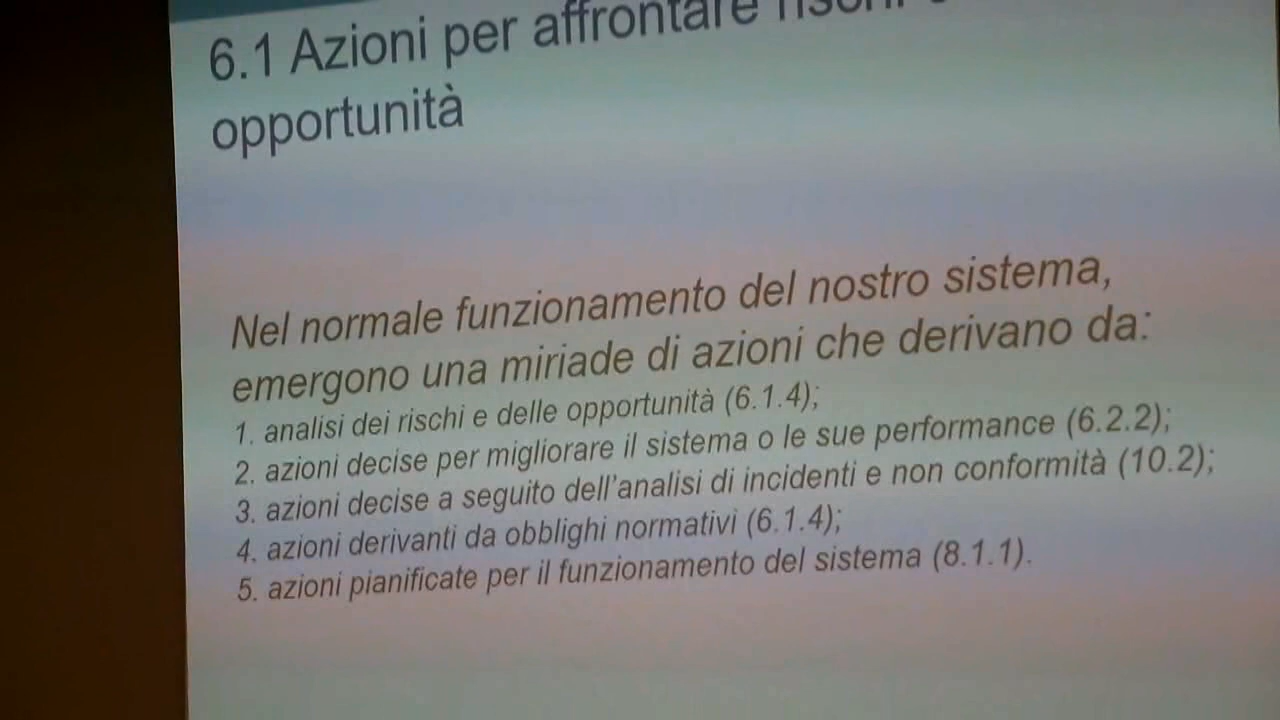 6.1 Azioni per affrontare rischi
opportunità
Nel normale funzionamento del nostro sistema,
emergono una miriade di azioni che derivano da:
1. analisi dei rischi e delle opportunità (6.1.4);
2. azioni decise per migliorare il sistema o le sue performance (6.2.2);
3. azioni decise a seguito dell'analisi di incidenti e non conformità (10.2);
4. azioni derivanti da obblighi normativi (6.1.4);
5. azioni pianificate per il funzionamento del sistema (8.1.1).